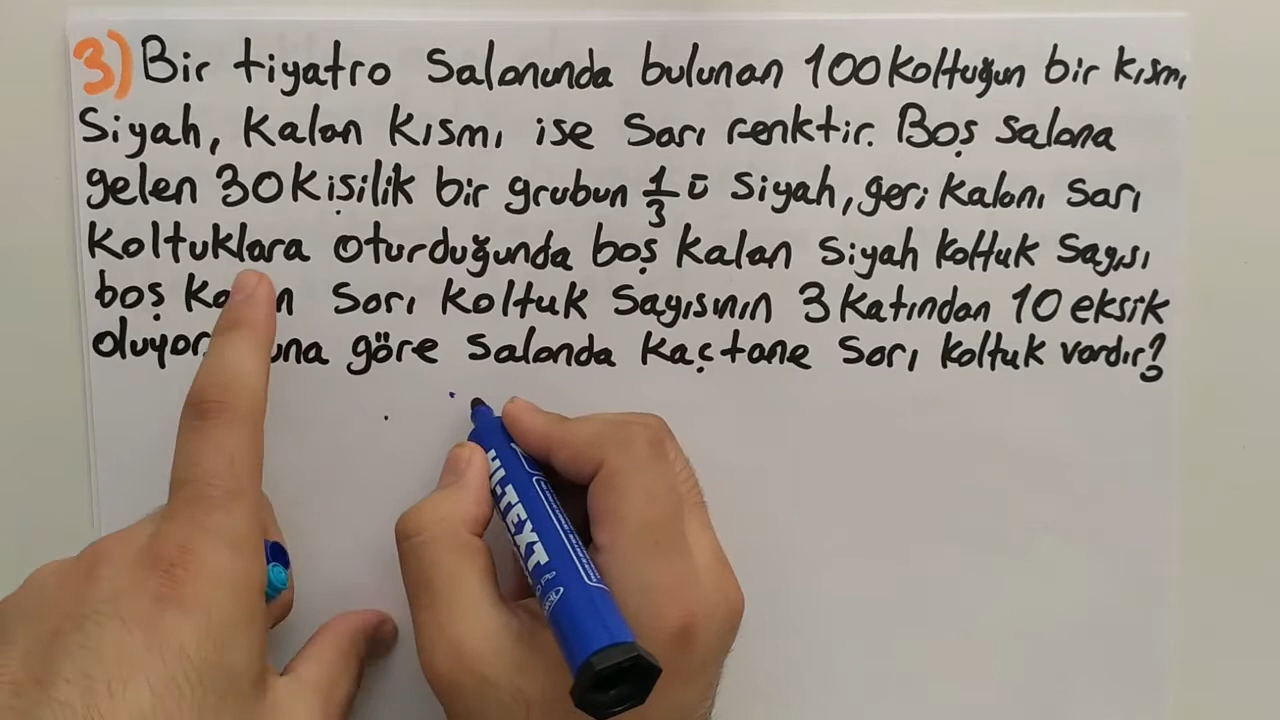 3) Bir tiyatro salonunda bulunan 100 koltuğun bir kısmı
siyah, kalan kısmı ise sarı renktir. Boş salona
gelen 30 kişilik bir grubun 1/3 ü siyah, geri kalanı sarı
koltuklara oturduğunda boş kalan siyah koltuk sayısı
boş sarı koltuk sayısının 3 katından 10 eksik
göre salonda kaç tane sarı koltuk vardır?
HI-TEXT